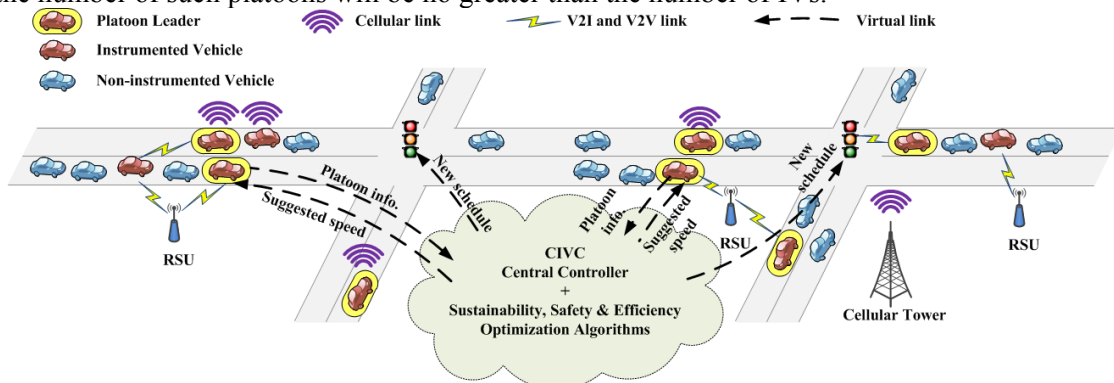 the number of such platoons will be no greater than the number of IVs.
Platoon Leader
Cellular link
V2I and V2V link
Virtual link
Instrumented Vehicle
Non-instrumented Vehicle
Platoon info.
Suggested speed
New schedule
Platoon
info.
Suggested
speed
New
schedule
RSU
RSU
RSU
CIVC
Central Controller
+
Sustainability, Safety & Efficiency
Optimization Algorithms
Cellular Tower